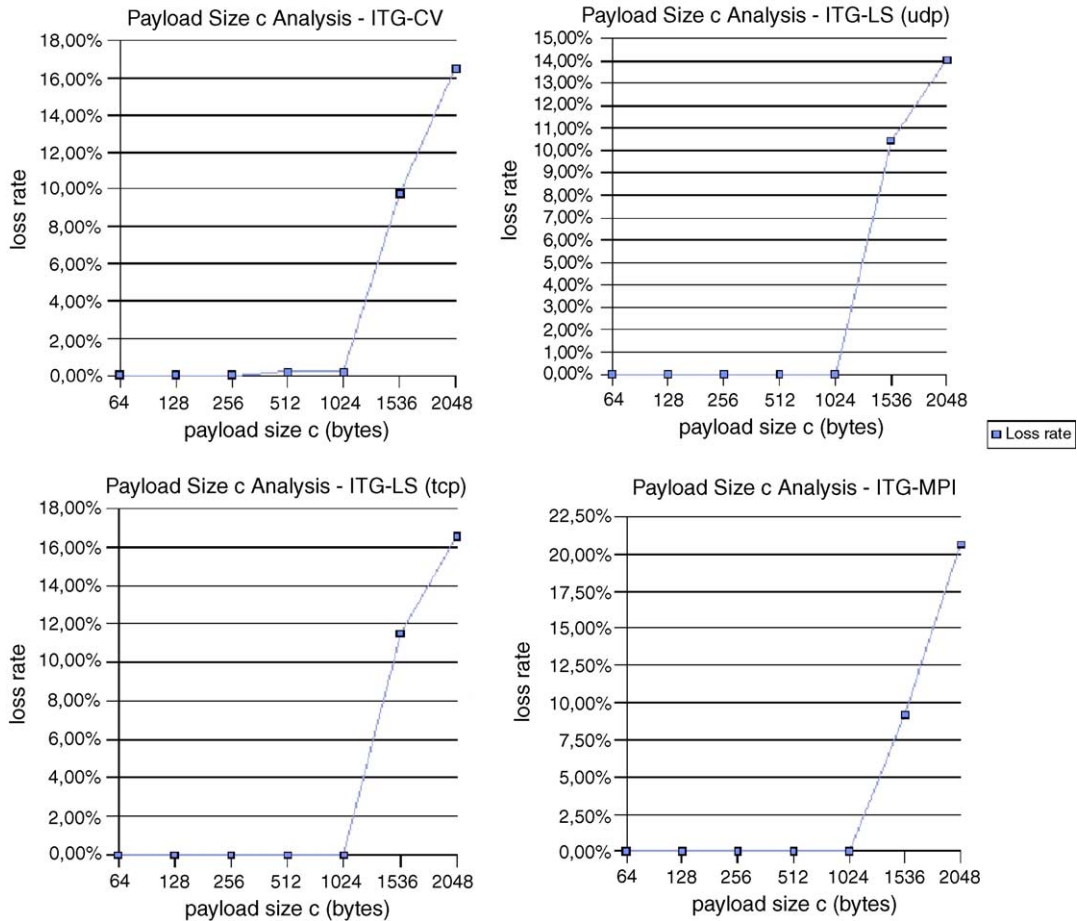 Payload Size c Analysis - ITG-CV
18,00%
16,00%
14,00%
12,00%
10,00%
8,00%
6,00%
4,00%
2,00%
0,00%
loss rate
64 128 256 512 1024 1536 2048
payload size c (bytes)
Payload Size c Analysis - ITG-LS (udp)
15,00%
14,00%
13,00%
12,00%
11,00%
10,00%
9,00%
8,00%
7,00%
6,00%
5,00%
4,00%
3,00%
2,00%
1,00%
0,00%
loss rate
64 128 256 512 1024 1536 2048
payload size c (bytes)
Loss rate
Payload Size c Analysis - ITG-LS (tcp)
18,00%
16,00%
14,00%
12,00%
10,00%
8,00%
6,00%
4,00%
2,00%
0,00%
loss rate
64 128 256 512 1024 1536 2048
payload size c (bytes)
Payload Size c Analysis - ITG-MPI
22,50%
20,00%
17,50%
15,00%
12,50%
10,00%
7,50%
5,00%
2,50%
0,00%
loss rate
64 128 256 512 1024 1536 2048
payload size c (bytes)